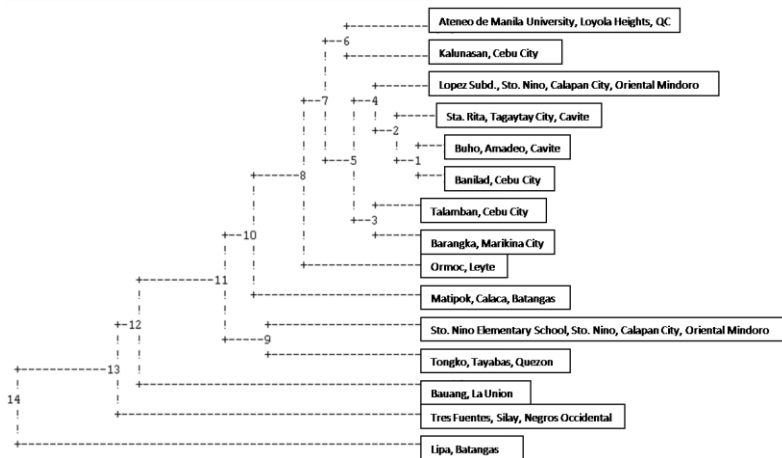 Ateneo de Manila University, Loyola Heights, QC
6
Kalunasan, Cebu City
Lopez Subd., Sto. Nino, Calapan City, Oriental Mindoro
7
4
Sta. Rita, Tagaytay City, Cavite
2
Buho, Amadeo, Cavite
5
1
8
Banilad, Cebu City
Talamban, Cebu City
3
10
Barangka, Marikina City
Ormoc, Leyte
11
Matipok, Calaca, Batangas
12
Sto. Nino Elementary School, Sto. Nino, Calapan City, Oriental Mindoro
9
Tongko, Tayabas, Quezon
13
Bauang, La Union
14
Tres Fuentes, Silay, Negros Occidental
Lipa, Batangas